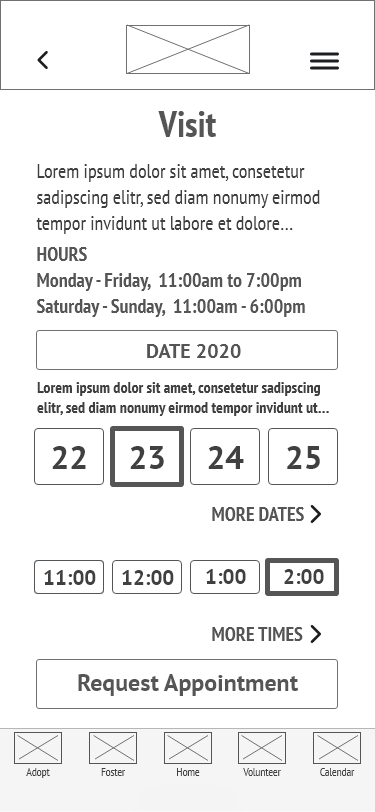 Visit
Lorem ipsum dolor sit amet, consetetur
sadipscing elitr, sed diam nonumy eirmod
tempor invidunt ut labore et dolore...
HOURS
Monday - Friday, 11:00am to 7:00pm
Saturday - Sunday, 11:00am - 6:00pm
DATE 2020
Lorem ipsum dolor sit amet, consetetur sadipscing
elitr, sed diam nonumy eirmod tempor invidunt ut...
22 23 24 25
MORE DATES
11:00 12:00 1:00 2:00
MORE TIMES
Request Appointment
Adopt Foster Home Volunteer Calendar